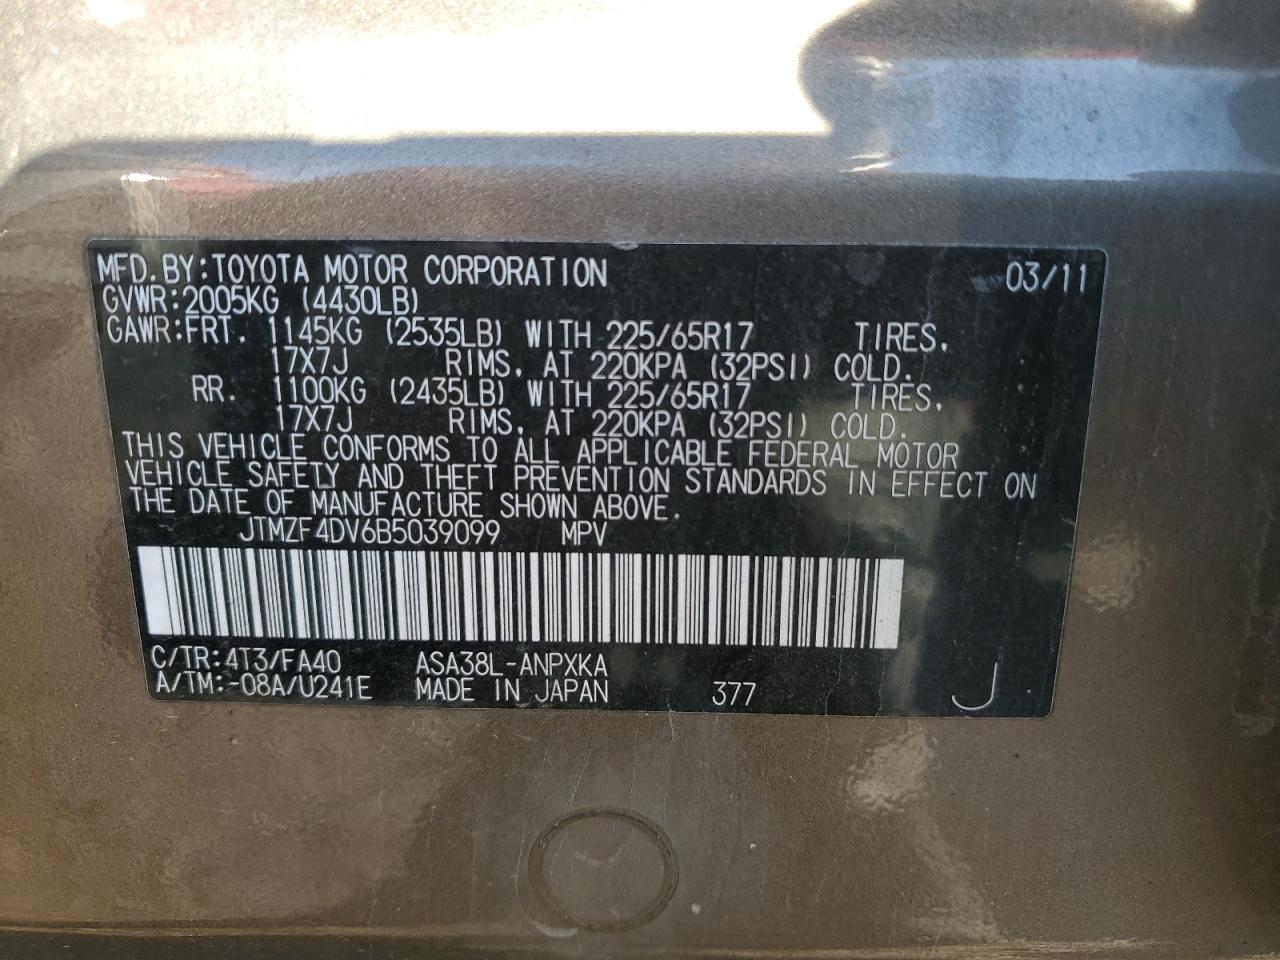 MFD.BY:TOYOTA MOTOR CORPORATION 03/11
GVWR:2005KG (4430LB)
GAWR:FRT. 1145KG (2535LB) WITH 225/65R17 TIRES,
17X7J RIMS, AT 220KPA (32PSI) COLD.
RR. 1100KG (2435LB) WITH 225/65R17 TIRES,
17X7J RIMS, AT 220KPA (32PSI) COLD.
THIS VEHICLE CONFORMS TO ALL APPLICABLE FEDERAL MOTOR
VEHICLE SAFETY AND THEFT PREVENTION STANDARDS IN EFFECT ON
THE DATE OF MANUFACTURE SHOWN ABOVE.
JTMZF4DV6B5039099 MPV
C/TR:4T3/FA40 ASA38L-ANPXKA
A/TM:-08A/U241E MADE IN JAPAN 377 J